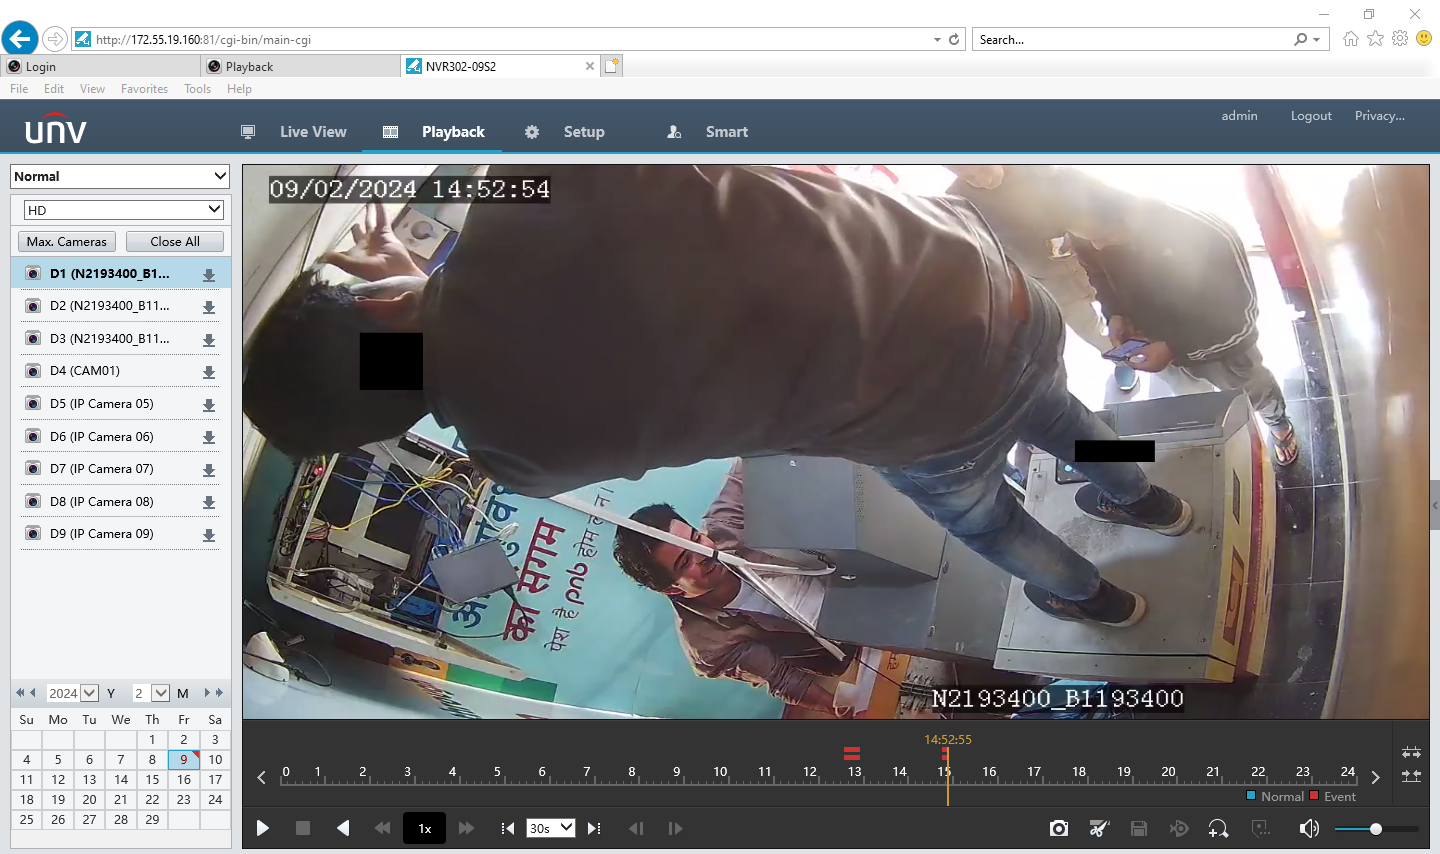 http://172.55.19.160:81/cgi-bin/main-cgi
Search...
Login
Playback
NVR302-09S2
File Edit View Favorites Tools Help
unv
Live View
Playback
Setup
Smart
admin
Logout
Privacy...
Normal
HD
Max. Cameras
Close All
D1 (N2193400_B1...
D2 (N2193400_B11...
D3 (N2193400_B11...
D4 (CAM01)
D5 (IP Camera 05)
D6 (IP Camera 06)
D7 (IP Camera 07)
D8 (IP Camera 08)
D9 (IP Camera 09)
2024 Y 2 M
Su Mo Tu We Th Fr Sa
1 2 3
4 5 6 7 8 9 10
11 12 13 14 15 16 17
18 19 20 21 22 23 24
25 26 27 28 29
09/02/2024 14:52:54
का संगम
पेश है pnb होम लोन।
N2193400_B1193400
14:52:55
0 1 2 3 4 5 6 7 8 9 10 11 12 13 14 15 16 17 18 19 20 21 22 23 24
Normal Event
1x
30s